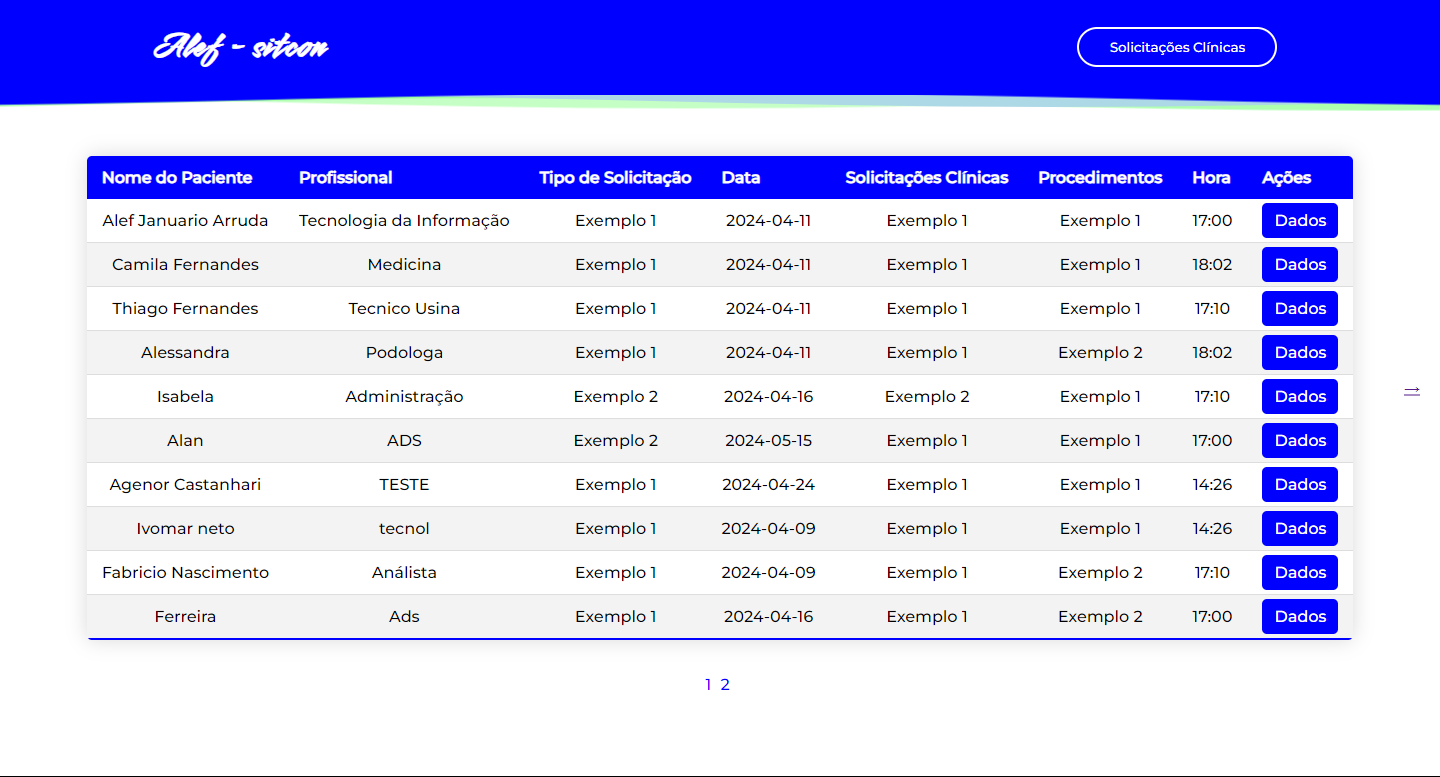 Alef - sitcon
Solicitações Clínicas
Nome do Paciente Profissional Tipo de Solicitação Data Solicitações Clínicas Procedimentos Hora Ações
Alef Januario Arruda Tecnologia da Informação Exemplo 1 2024-04-11 Exemplo 1 Exemplo 1 17:00 Dados
Camila Fernandes Medicina Exemplo 1 2024-04-11 Exemplo 1 Exemplo 1 18:02 Dados
Thiago Fernandes Tecnico Usina Exemplo 1 2024-04-11 Exemplo 1 Exemplo 1 17:10 Dados
Alessandra Podologa Exemplo 1 2024-04-11 Exemplo 1 Exemplo 2 18:02 Dados
Isabela Administração Exemplo 2 2024-04-16 Exemplo 2 Exemplo 1 17:10 Dados
Alan ADS Exemplo 2 2024-05-15 Exemplo 1 Exemplo 1 17:00 Dados
Agenor Castanhari TESTE Exemplo 1 2024-04-24 Exemplo 1 Exemplo 1 14:26 Dados
Ivomar neto tecnol Exemplo 1 2024-04-09 Exemplo 1 Exemplo 1 14:26 Dados
Fabricio Nascimento Análista Exemplo 1 2024-04-09 Exemplo 1 Exemplo 2 17:10 Dados
Ferreira Ads Exemplo 1 2024-04-16 Exemplo 1 Exemplo 2 17:00 Dados
→
1 2